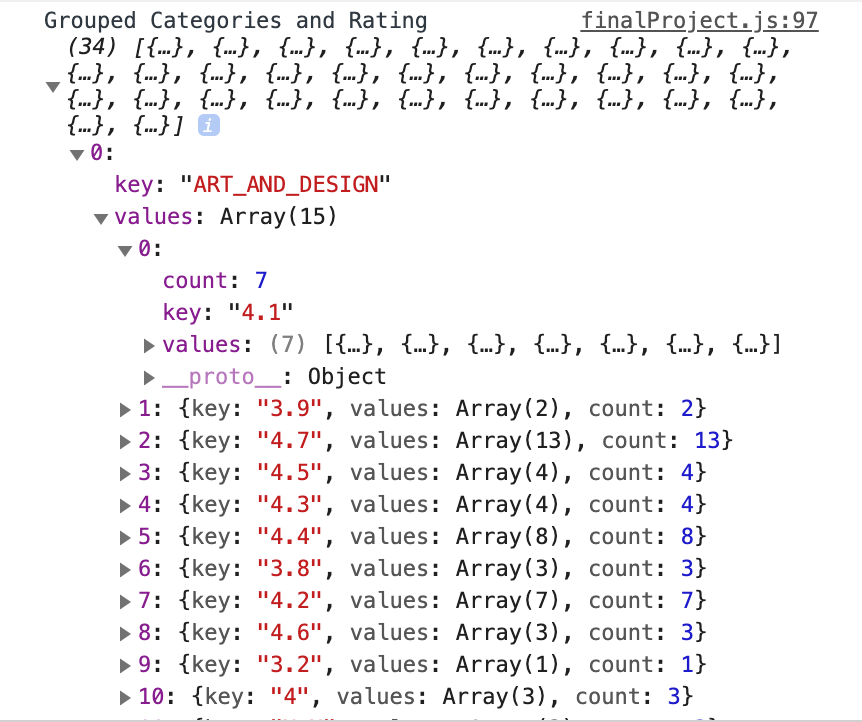 Grouped Categories and Rating finalProject.js:97
(34) [{…}, {…}, {…}, {…}, {…}, {…}, {…}, {…}, {…}, {…},
{…}, {…}, {…}, {…}, {…}, {…}, {…}, {…}, {…}, {…}, {…},
{…}, {…}, {…}, {…}, {…}, {…}, {…}, {…}, {…}, {…}, {…},
{…}, {…}] i
▼0:
key: "ART_AND_DESIGN"
▼values: Array(15)
▼0:
count: 7
key: "4.1"
▶values: (7) [{…}, {…}, {…}, {…}, {…}, {…}, {…}]
▶__proto__: Object
▶1: {key: "3.9", values: Array(2), count: 2}
▶2: {key: "4.7", values: Array(13), count: 13}
▶3: {key: "4.5", values: Array(4), count: 4}
▶4: {key: "4.3", values: Array(4), count: 4}
▶5: {key: "4.4", values: Array(8), count: 8}
▶6: {key: "3.8", values: Array(3), count: 3}
▶7: {key: "4.2", values: Array(7), count: 7}
▶8: {key: "4.6", values: Array(3), count: 3}
▶9: {key: "3.2", values: Array(1), count: 1}
▶10: {key: "4", values: Array(3), count: 3}